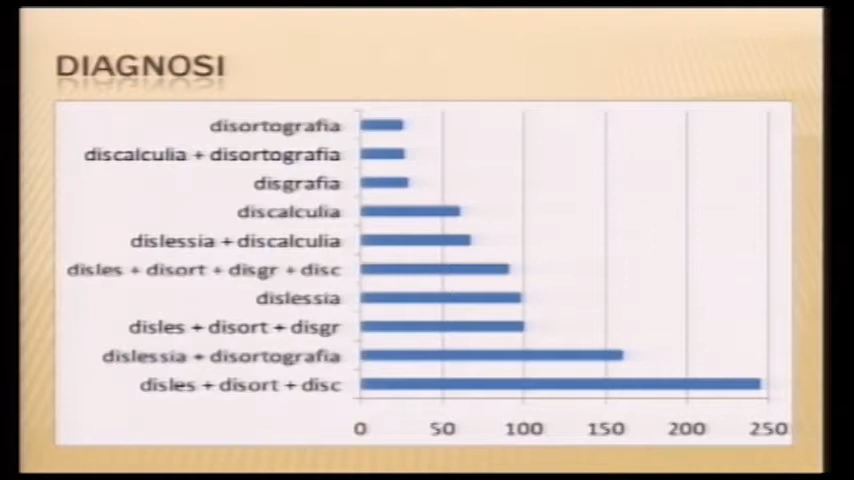 DIAGNOSI
disortografia
discalculia + disortografia
disgrafia
discalculia
dislessia + discalculia
disles + disort + disgr + disc
dislessia
disles + disort + disgr
dislessia + disortografia
disles + disort + disc
0 50 100 150 200 250